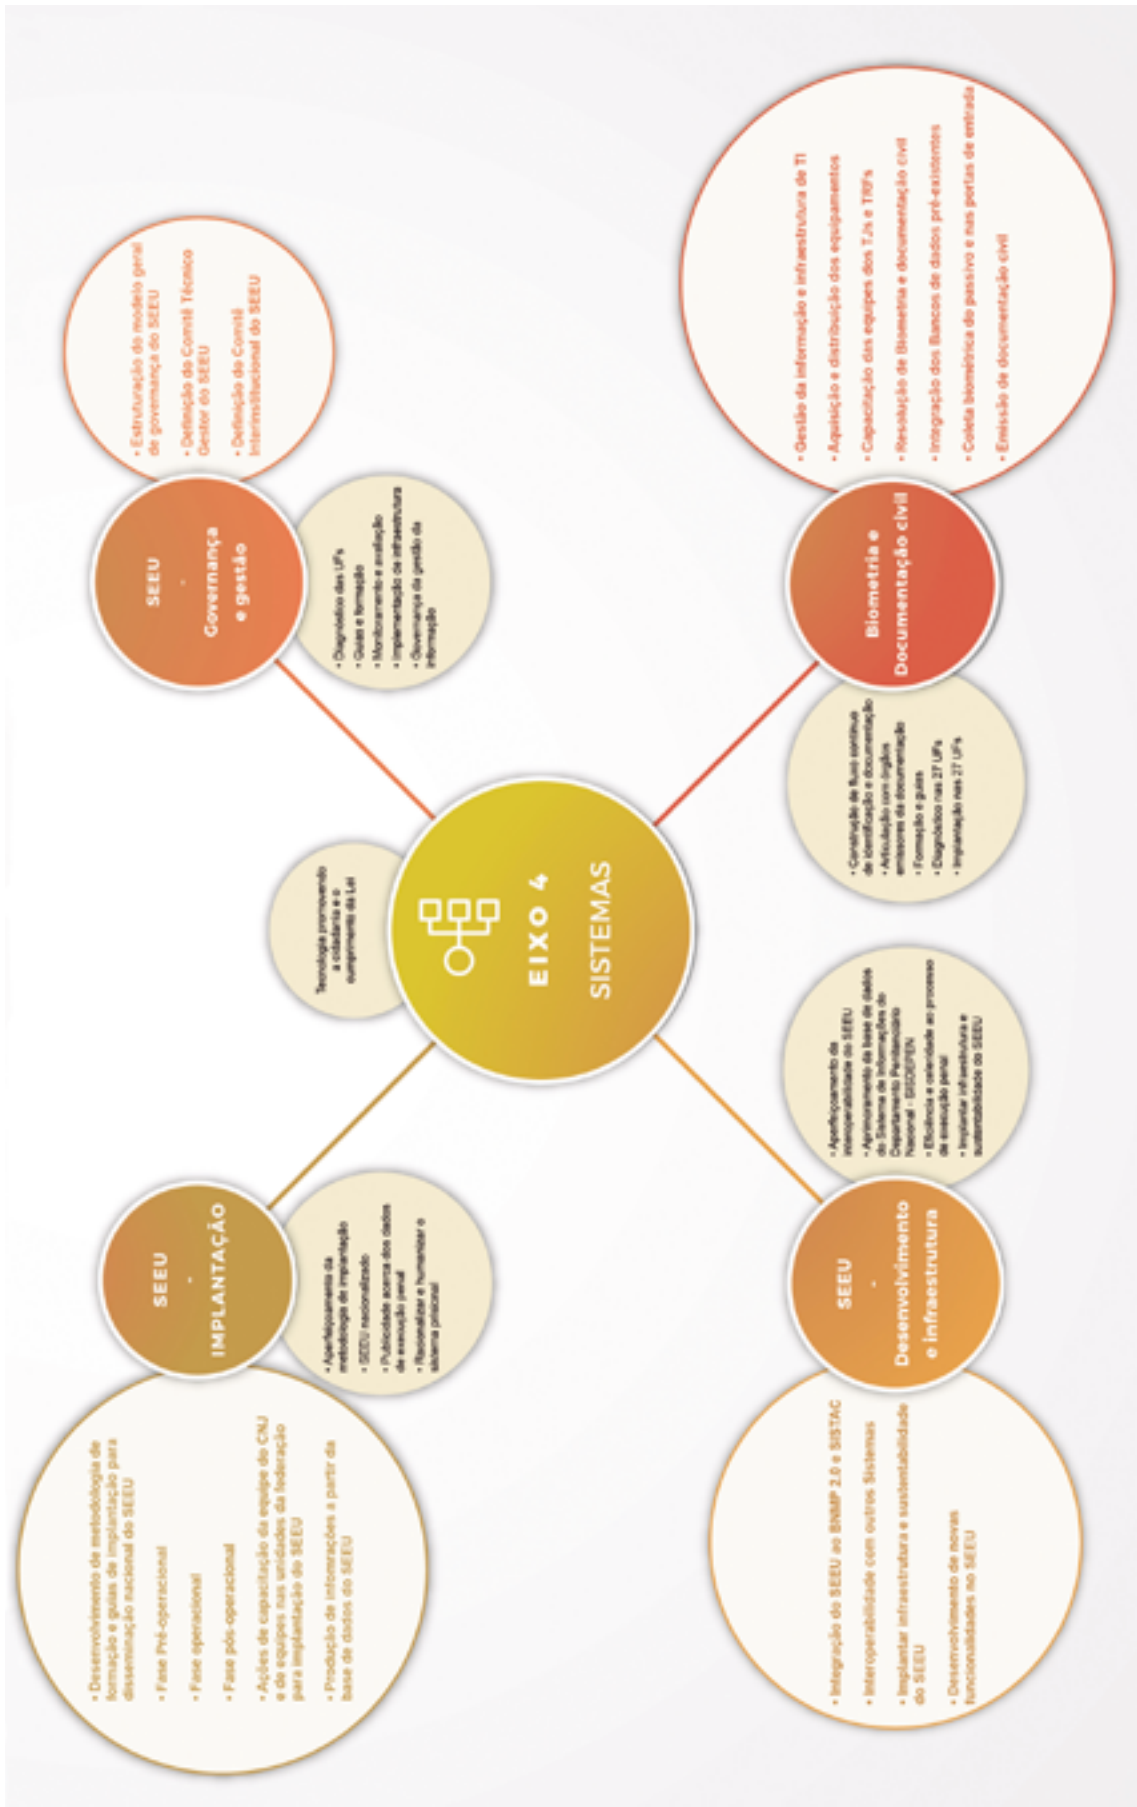 • Desenvolvimento de metodologia de
formação e guias de implantação para
disseminação nacional do SEEU
• Fase Pré-operacional
• Fase operacional
• Fase pós-operacional
• Ações de capacitação da equipe do CNJ
e de equipes nas unidades da federação
para implantação do SEEU
• Produção de infomrações a partir da
base de dados do SEEU
SEEU
-
IMPLANTAÇÃO
• Aperfeiçoamento da
metodologia de implantação
• SEEU nacionalizado
• Publicidade acerca dos dados
de execução penal
• Racionalizar e humanizar o
sistema prisional
Tecnologia promovendo
a cidadania e o
cumprimento da Lei
EIXO 4
SISTEMAS
SEEU
-
Governança
e gestão
• Estruturação do modelo geral
de governança do SEEU
• Definição do Comitê Técnico
Gestor do SEEU
• Definição do Comitê
Interinstitucional do SEEU
• Diagnóstico das UFs
• Guias e formação
• Monitoramento e avaliação
• Implementação de infraestrutura
• Governança da gestão da
informação
• Integração do SEEU ao BNMP 2.0 e SISTAC
• Interoperabilidade com outros Sistemas
• Implantar infraestrutura e sustentabilidade
do SEEU
• Desenvolvimento de novas
funcionalidades no SEEU
SEEU
-
Desenvolvimento
e infraestrutura
• Aperfeiçoamento da
interoperabilidade do SEEU
• Aprimoramento da base de dados
do Sistema de Informações do
Departamento Penitenciário
Nacional - SISDEPEN
• Eficiência e celeridade ao processo
de execução penal
• Implantar infraestrutura e
sustentabilidade do SEEU
• Construção de fluxo contínuo
de identificação e documentação
• Articulação com órgãos
emissores da documentação
• Formação e guias
• Diagnóstico nas 27 UFs
• Implantação nas 27 UFs
Biometria e
Documentação civil
• Gestão da informação e infraestrutura de TI
• Aquisição e distribuição dos equipamentos
• Capacitação das equipes dos TJs e TRFs
• Resolução de Biometria e documentação civil
• Integração dos Bancos de dados pré-existentes
• Coleta biométrica do passivo e nas portas de entrada
• Emissão de documentação civil